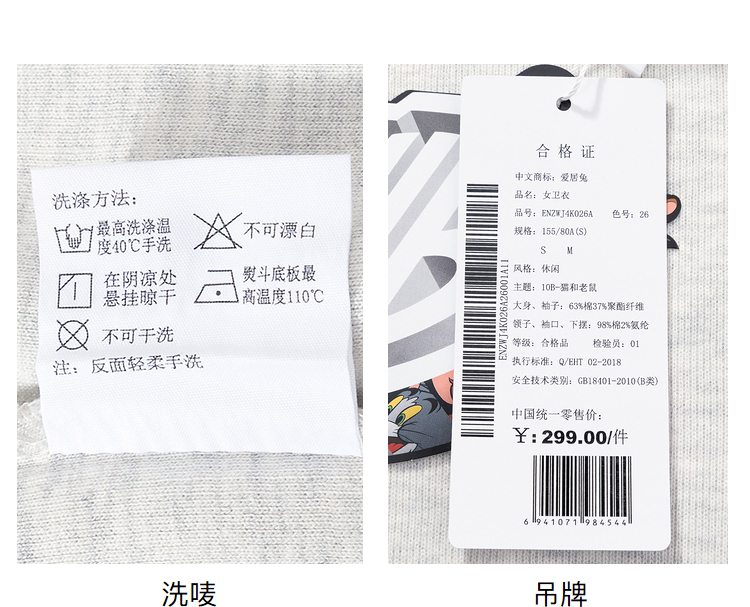 洗涤方法：
最高洗涤温
度40℃手洗
不可漂白
在阴凉处
悬挂晾干
熨斗底板最
高温度110℃
不可干洗
注：反面轻柔手洗
洗唛
合格证
中文商标：爱居兔
品名：女卫衣
品号：ENZWJ4K026A 色号：26
规格：155/80A(S)
S M
风格：休闲
主题：10B-猫和老鼠
大身、袖子：63%棉37%聚酯纤维
领子、袖口、下摆：98%棉2%氨纶
等级：合格品 检验员：01
执行标准：Q/EHT 02-2018
安全技术类别：GB18401-2010(B类)
中国统一零售价：
￥:299.00/件
6 941071 984544
ENZWJ4K026A26001A11
吊牌